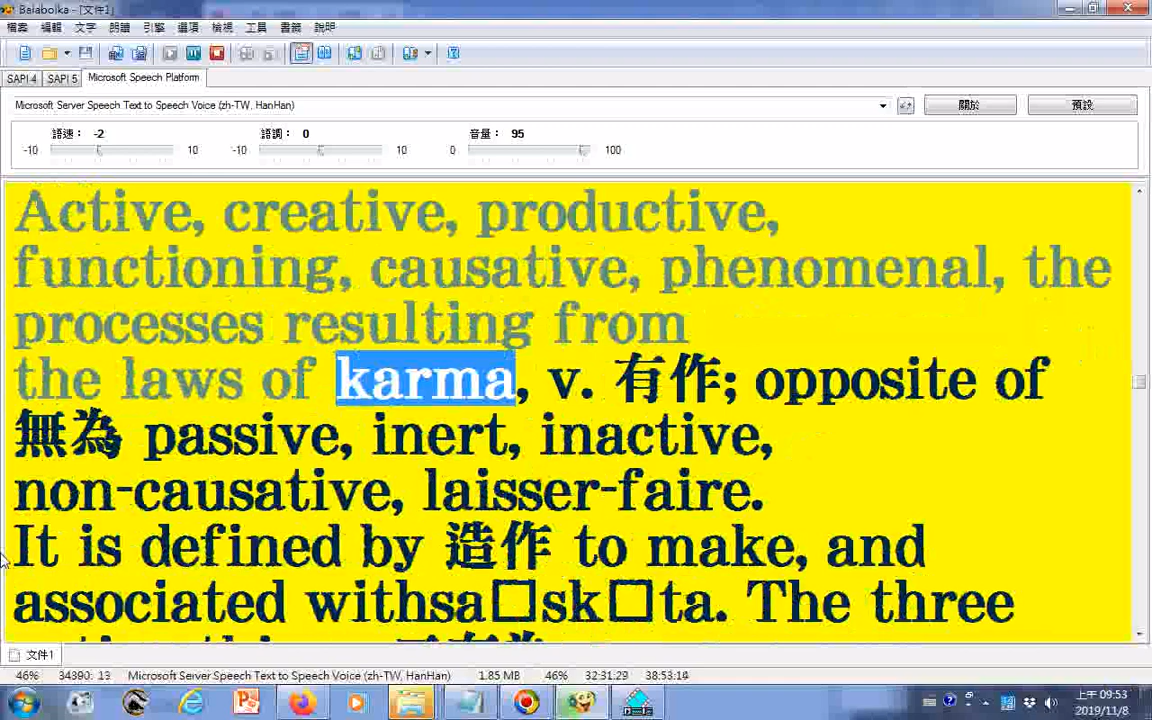 Balabolka - [文件1]
檔案 編輯 文字 朗讀 引擎 選項 檢視 工具 書籤 說明
SAPI 4 SAPI 5 Microsoft Speech Platform
Microsoft Server Speech Text to Speech Voice (zh-TW, HanHan) 關於 預設
語速： -2 語調： 0 音量： 95
-10 10 -10 10 0 100
Active, creative, productive,
functioning, causative, phenomenal, the
processes resulting from
the laws of karma, v. 有作; opposite of
無為 passive, inert, inactive,
non-causative, laisser-faire.
It is defined by 造作 to make, and
associated withsa□sk□ta. The three
文件1
46% 34390: 13 Microsoft Server Speech Text to Speech Voice (zh-TW, HanHan) 1.85 MB 46% 32:31:29 38:53:14
上午 09:53
2019/11/8